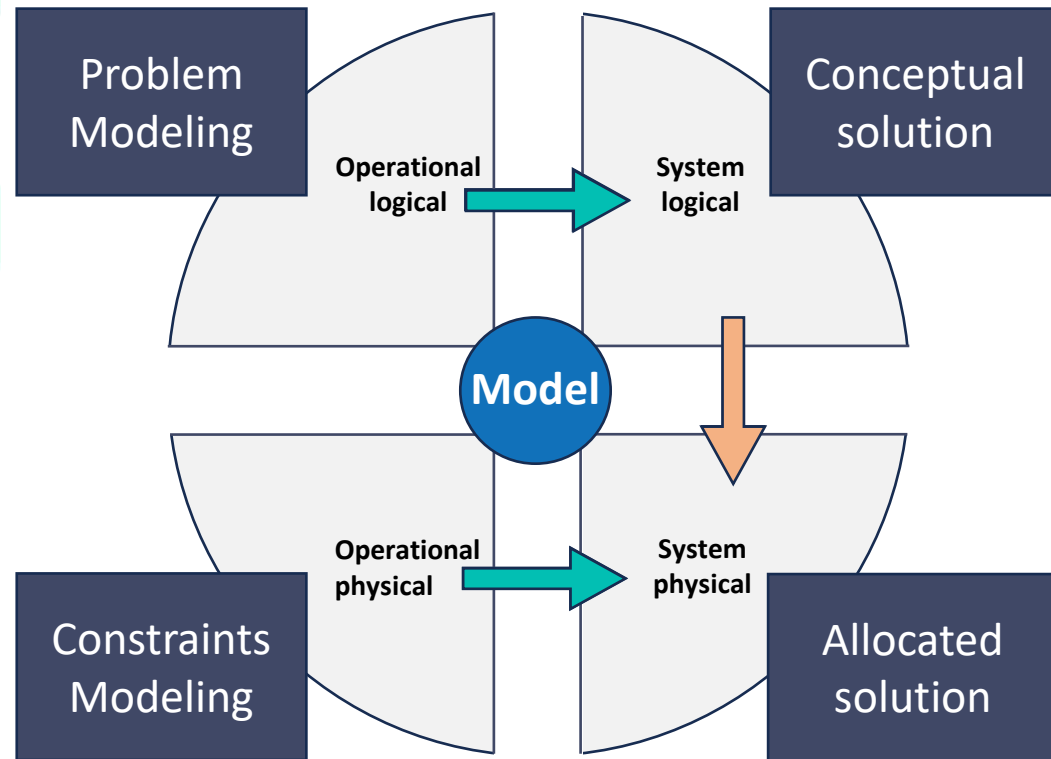 Problem
Modeling
Conceptual
solution
Operational
logical
System
logical
Model
Operational
physical
System
physical
Constraints
Modeling
Allocated
solution